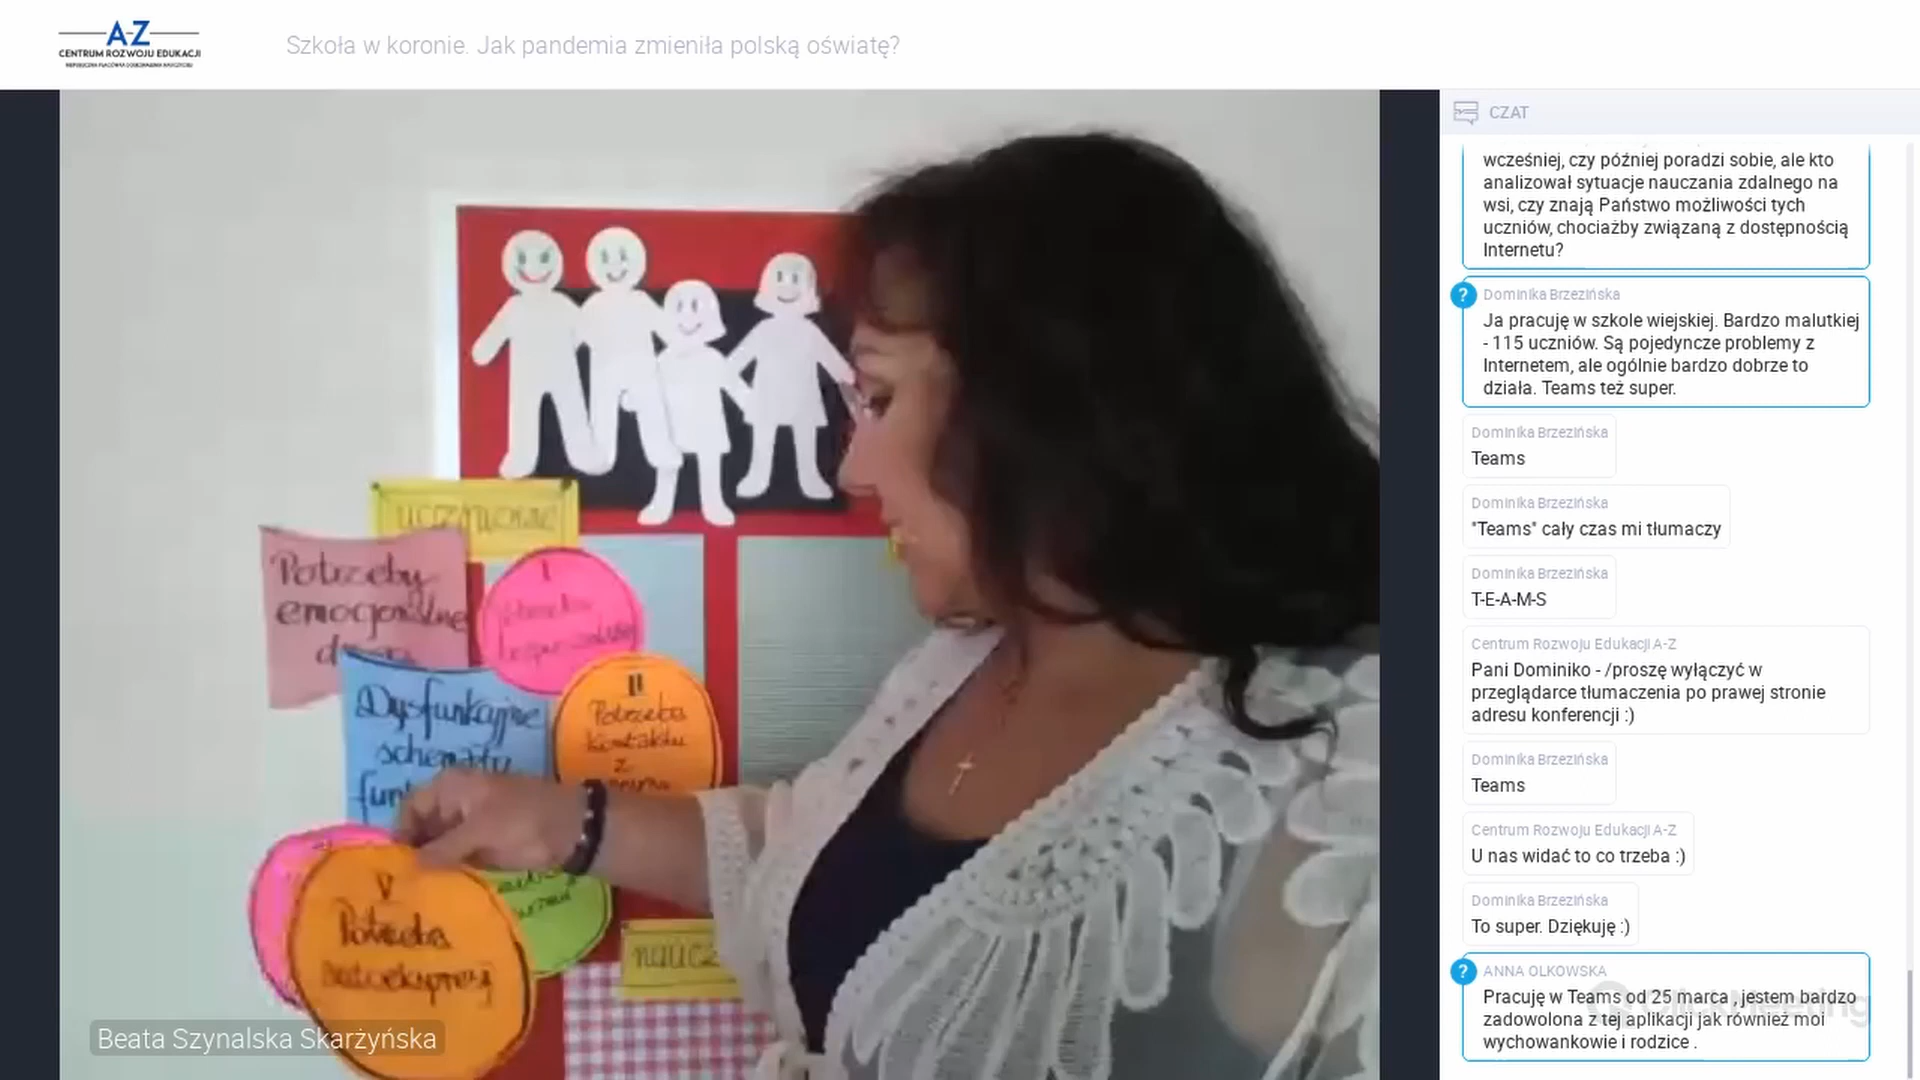 A-Z
CENTRUM ROZWOJU EDUKACJI
Szkoła w koronie. Jak pandemia zmieniła polską oświatę?
Potrzeby
emocjonalne
I
Dysfunkcyjne
schematy
II
Potrzeba
kontaktu
z
V
Potrzeba
autoekspresji
naucz
Beata Szynalska Skarżyńska
CZAT
wcześniej, czy później poradzi sobie, ale kto
analizował sytuacje nauczania zdalnego na
wsi, czy znają Państwo możliwości tych
uczniów, chociażby związaną z dostępnością
Internetu?
?
Dominika Brzezińska
Ja pracuję w szkole wiejskiej. Bardzo malutkiej
- 115 uczniów. Są pojedyncze problemy z
Internetem, ale ogólnie bardzo dobrze to
działa. Teams też super.
Dominika Brzezińska
Teams
Dominika Brzezińska
"Teams" cały czas mi tłumaczy
Dominika Brzezińska
T-E-A-M-S
Centrum Rozwoju Edukacji A-Z
Pani Dominiko - /proszę wyłączyć w
przeglądarce tłumaczenia po prawej stronie
adresu konferencji :)
Dominika Brzezińska
Teams
Centrum Rozwoju Edukacji A-Z
U nas widać to co trzeba :)
Dominika Brzezińska
To super. Dziękuję :)
?
ANNA OLKOWSKA
Pracuję w Teams od 25 marca , jestem bardzo
zadowolona z tej aplikacji jak również moi
wychowankowie i rodzice .
ClickMeeting